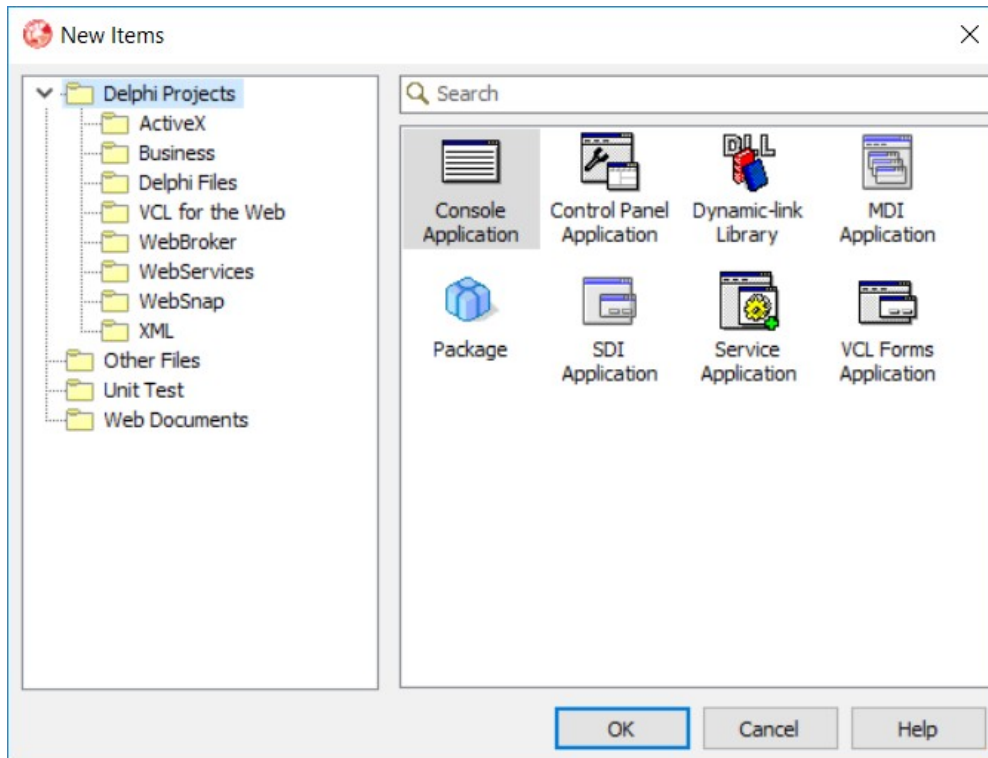 New Items
Delphi Projects
ActiveX
Business
Delphi Files
VCL for the Web
WebBroker
WebServices
WebSnap
XML
Other Files
Unit Test
Web Documents
Search
Console
Application
Control Panel
Application
DLL
Dynamic-link
Library
MDI
Application
Package
SDI
Application
Service
Application
VCL Forms
Application
OK
Cancel
Help